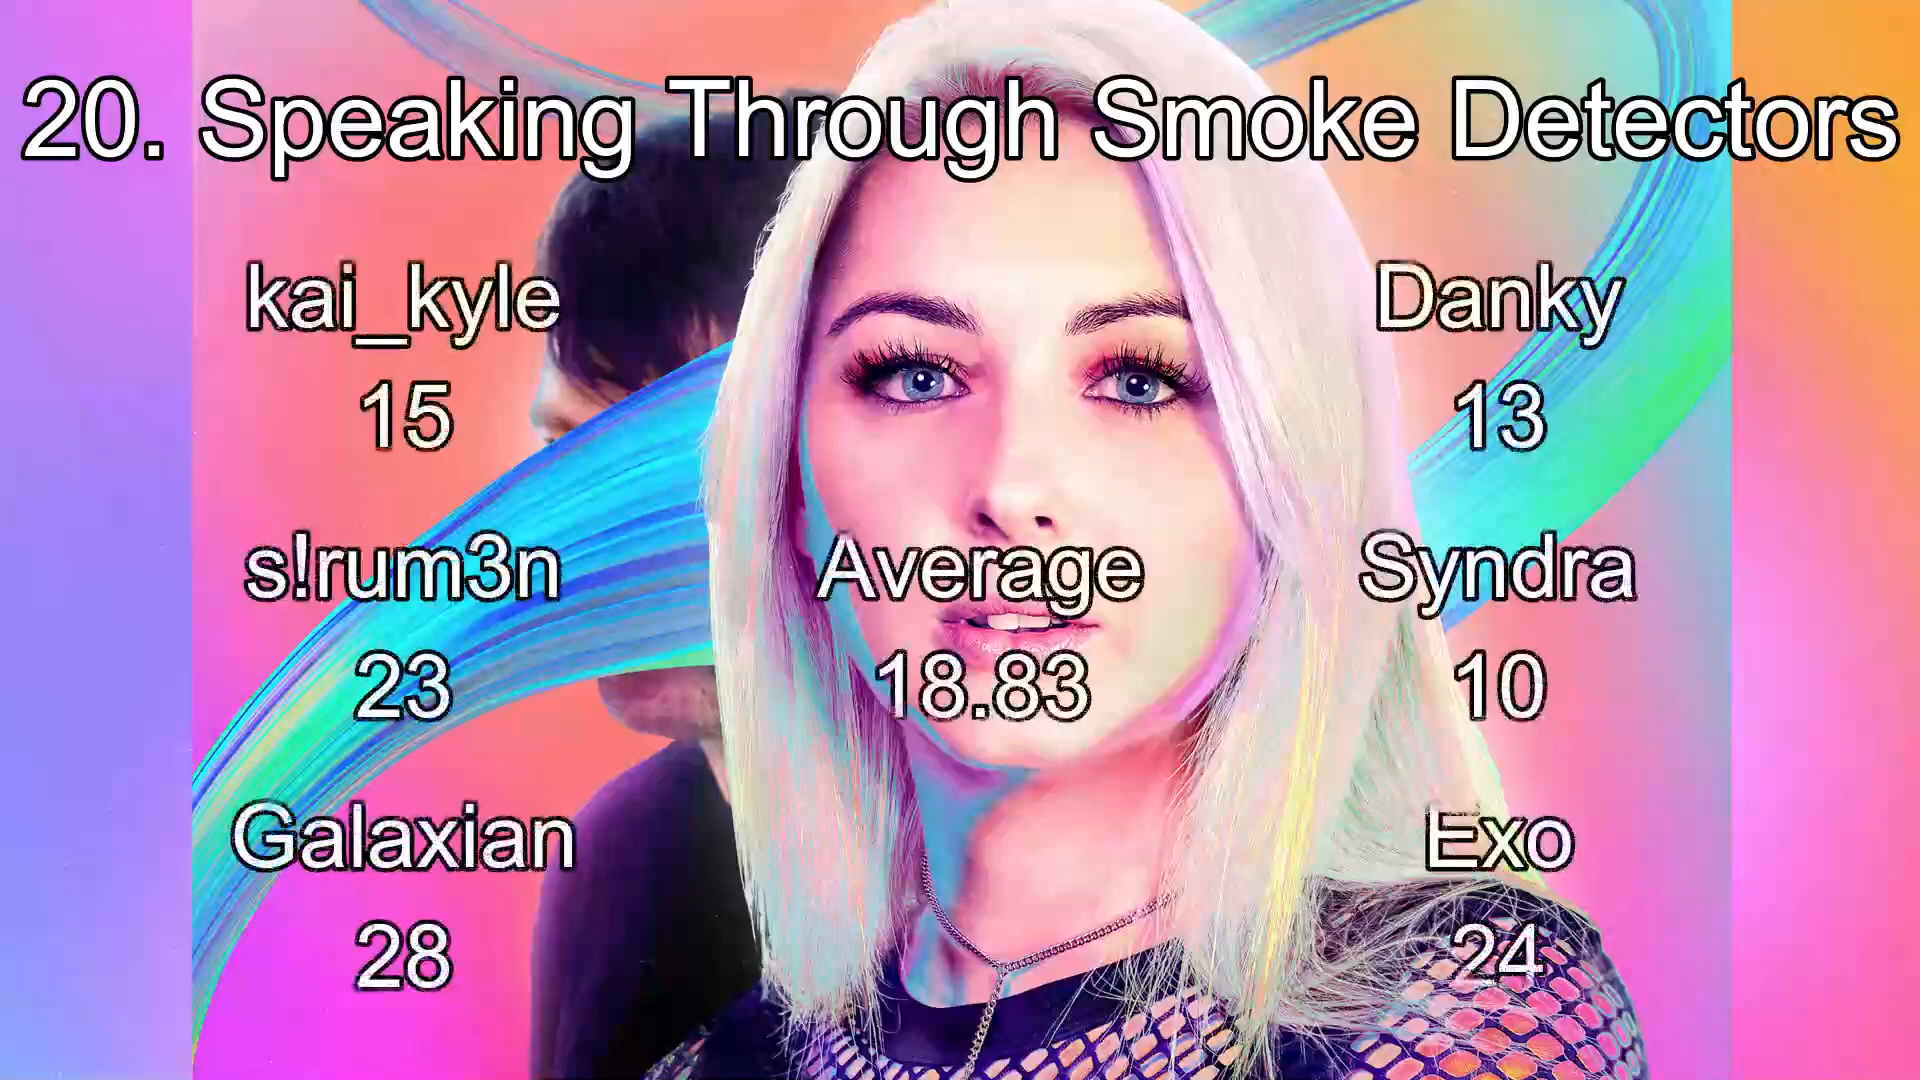 20. Speaking Through Smoke Detectors
kai_kyle
15
Danky
13
s!rum3n
23
Average
18.83
Syndra
10
Galaxian
28
Exo
24